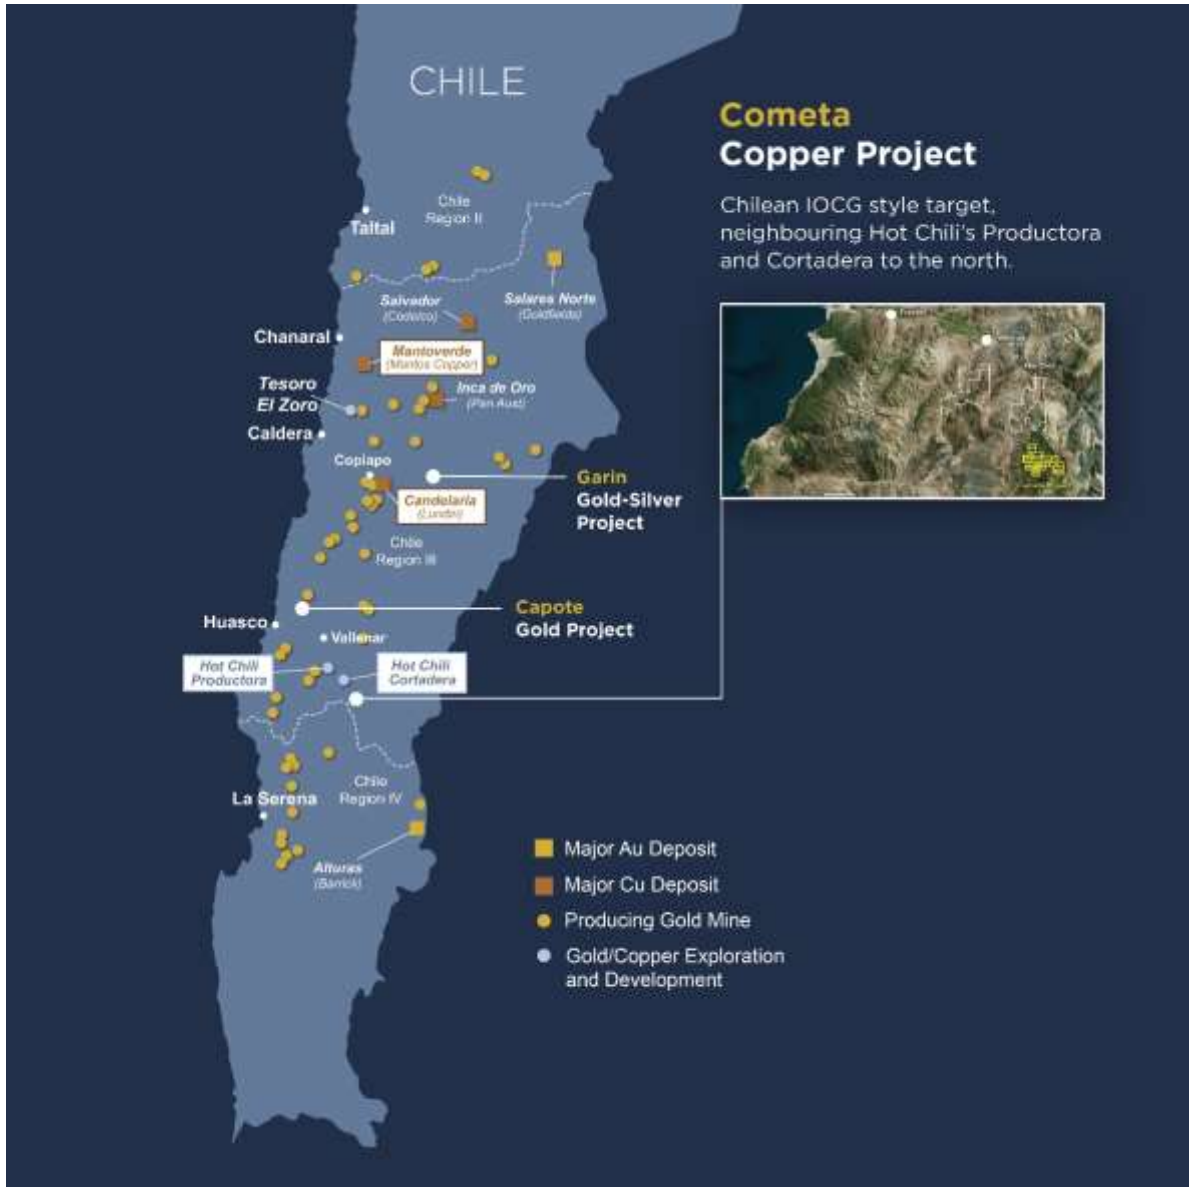 CHILE
Cometa
Copper Project
Chilean IOCG style target,
neighbouring Hot Chili's Productora
and Cortadera to the north.
Chile
Region II
Taltal
Salvador
(Codelco)
Salares Norte
(Goldfields)
Chanaral
Mantoverde
(Mantos Copper)
Tesoro
El Zoro
Inca de Oro
(Pan Aust)
Caldera
Copiapo
Garin
Gold-Silver
Project
Candelaria
(Lundin)
Chile
Region III
Capote
Gold Project
Huasco
Vallenar
Hot Chili
Productora
Hot Chili
Cortadera
Chile
Region IV
La Serena
Alturas
(Barrick)
Major Au Deposit
Major Cu Deposit
Producing Gold Mine
Gold/Copper Exploration
and Development